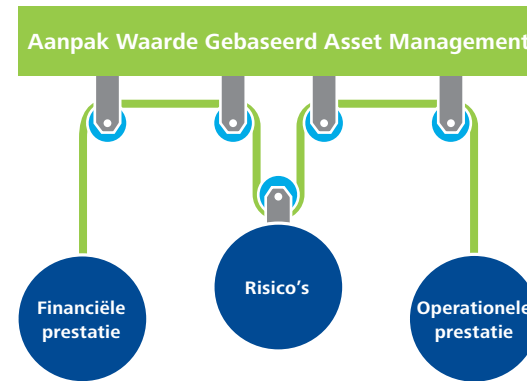 Aanpak Waarde Gebaseerd Asset Management
Risico’s
Financiële
prestatie
Operationele
prestatie